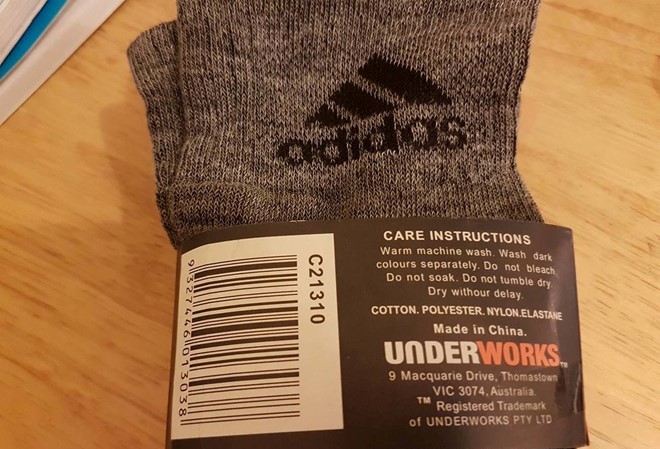 adidas
CARE INSTRUCTIONS
Warm machine wash. Wash dark
colours separately. Do not bleach.
Do not soak. Do not tumble dry
Dry withour delay.
COTTON. POLYESTER. NYLON.ELASTANE
Made in China.
UNDERWORKS™
9 Macquarie Drive, Thomastown
VIC 3074, Australia.
™ Registered Trademark
of UNDERWORKS PTY LTD
C21310
9327446013038